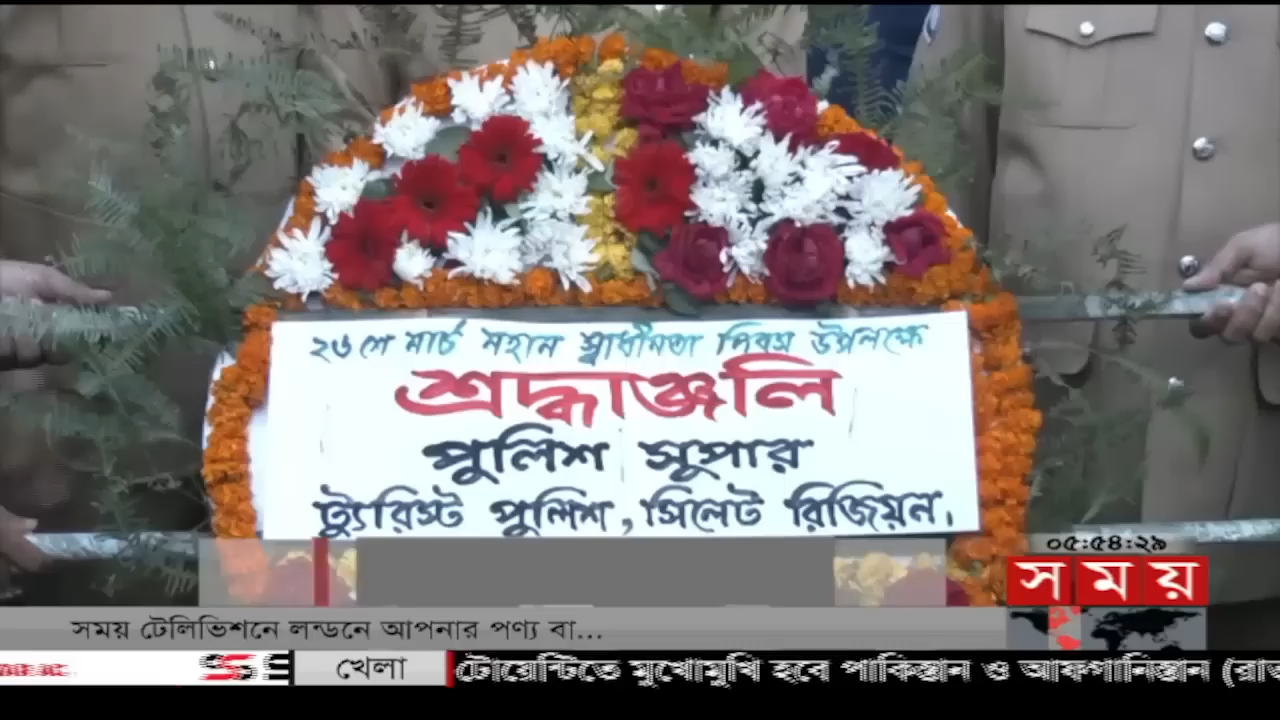 ২৬শে মার্চ মহান স্বাধীনতা দিবস উপলক্ষে
শ্রদ্ধাঞ্জলি
পুলিশ সুপার
ট্যুরিস্ট পুলিশ, সিলেট রিজিয়ন।
০৫:৫৪:২৯
সময়
সময় টেলিভিশনে লন্ডনে আপনার পণ্য বা...
খেলা
টোয়েন্টিতে মুখোমুখি হবে পাকিস্তান ও আফগানিস্তান (রাত